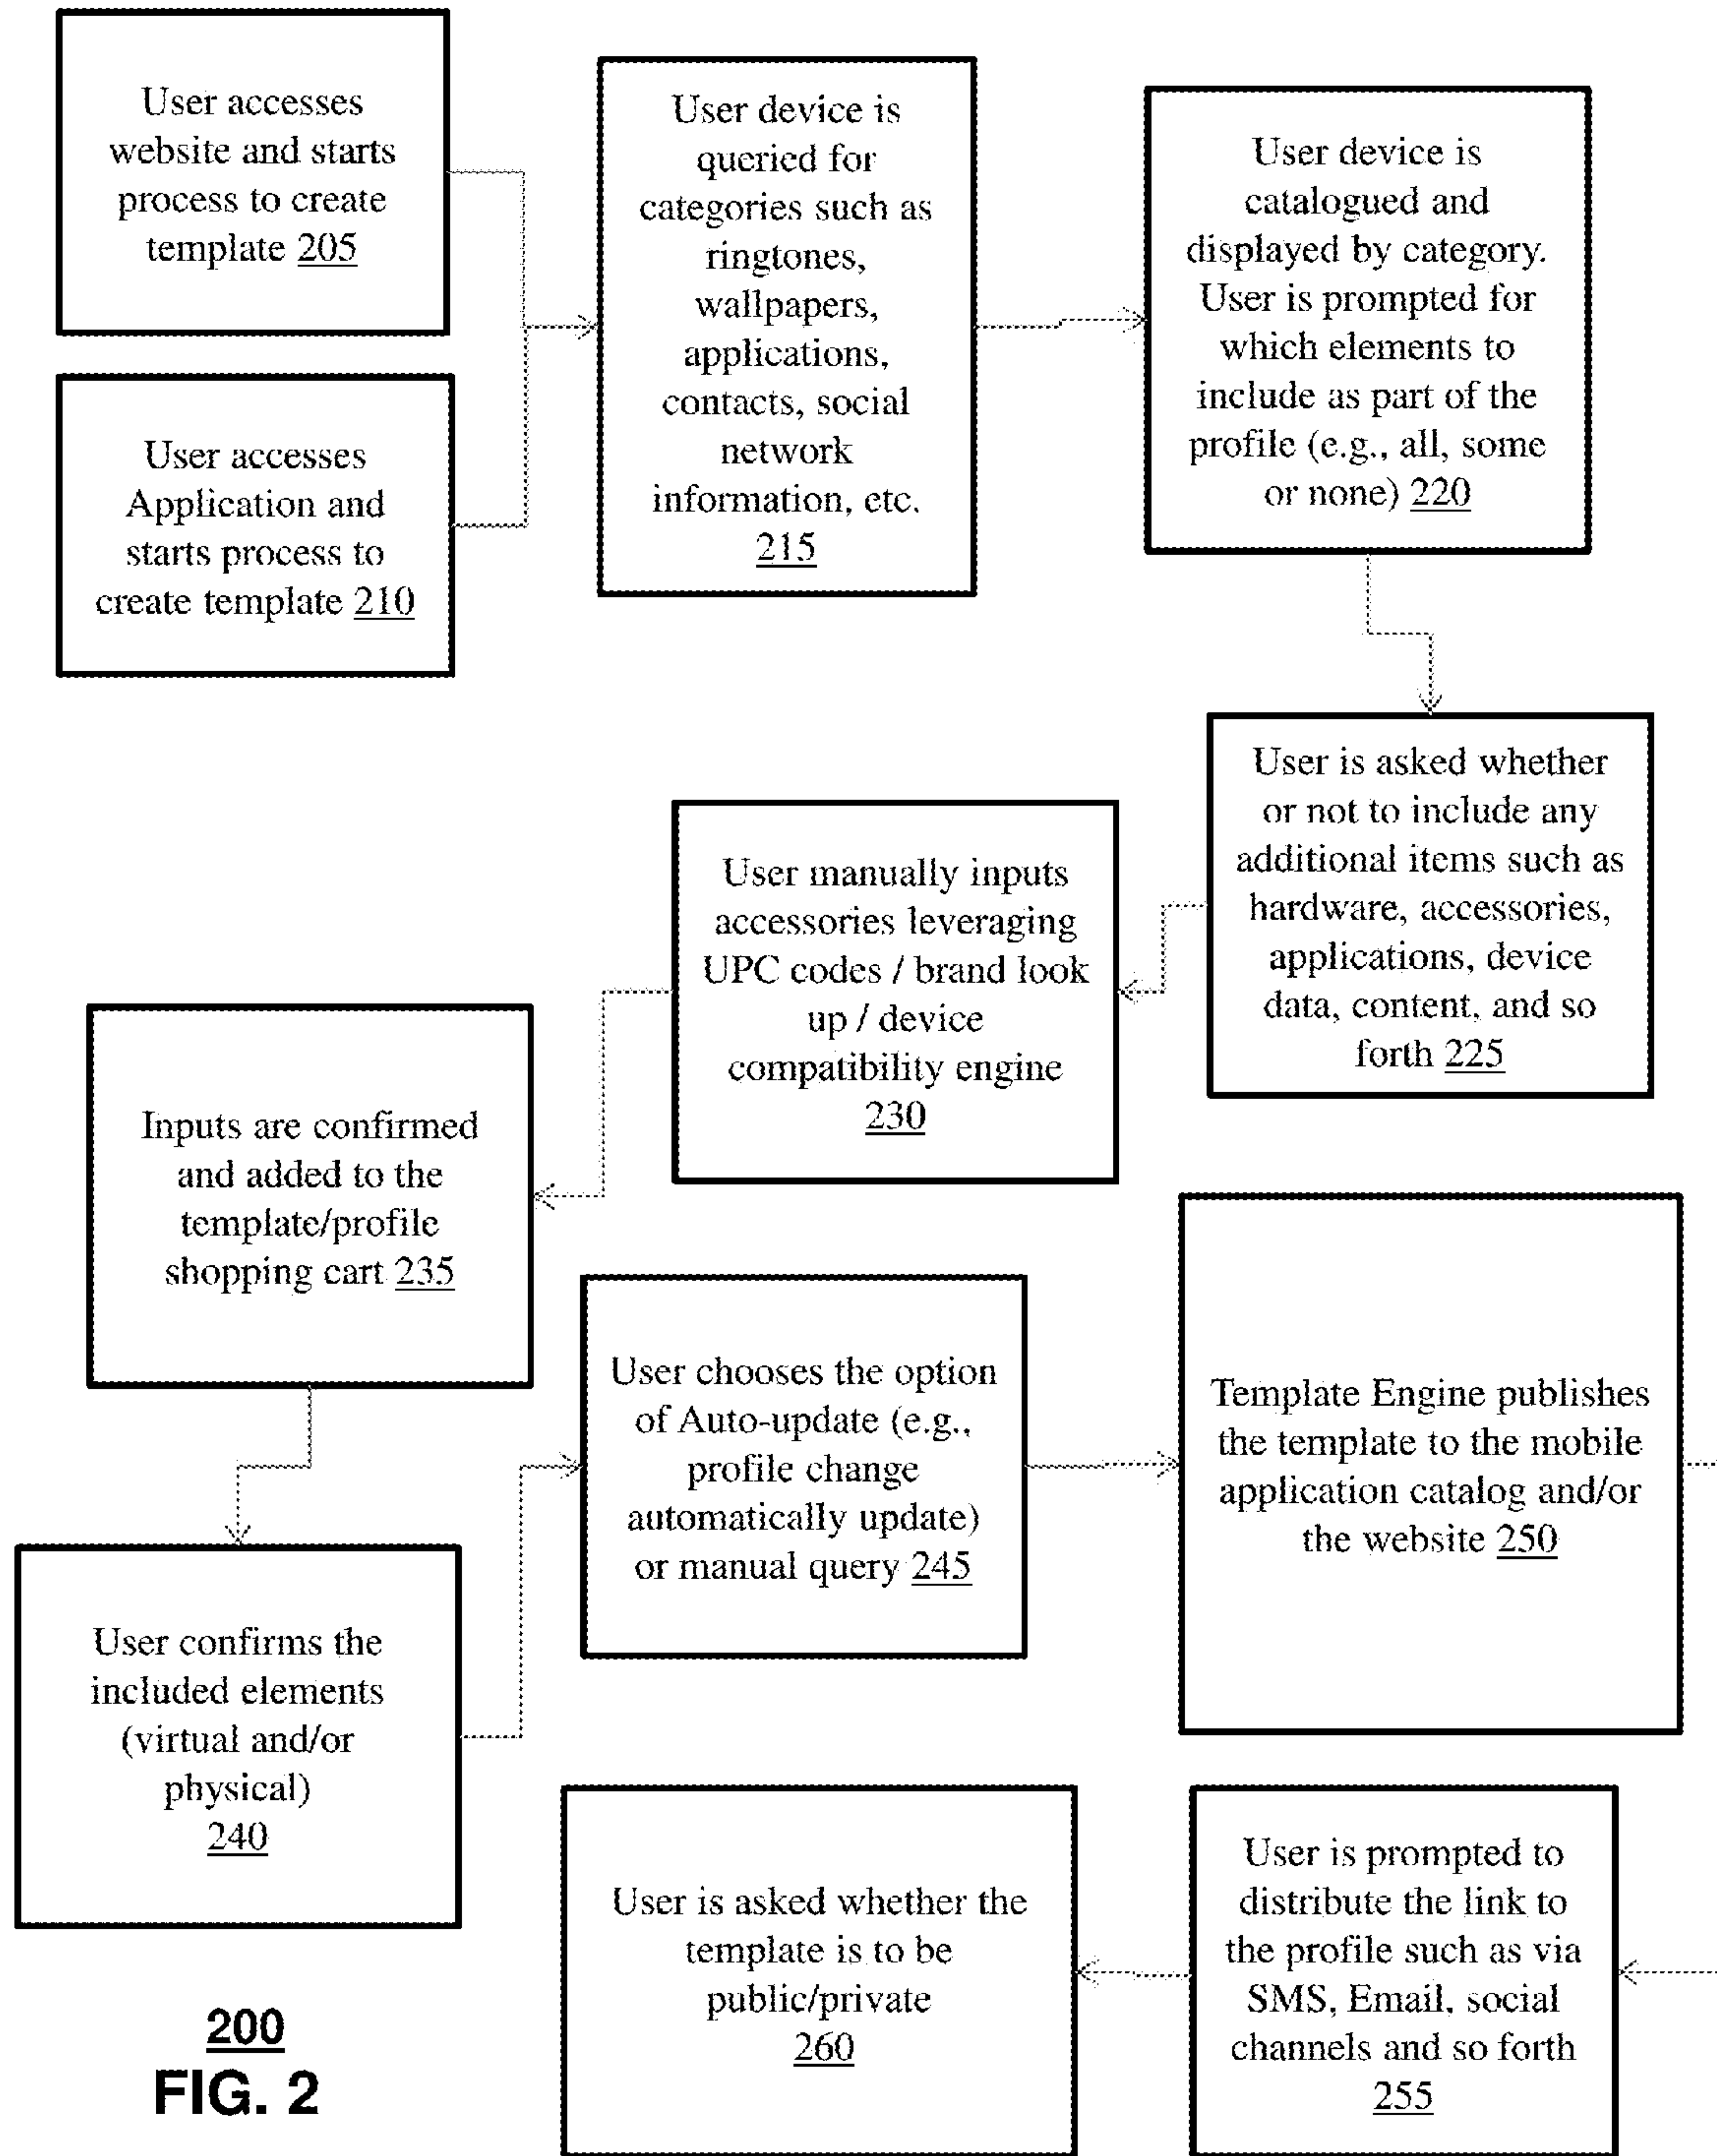 User accesses
website and starts
process to create
template 205
User accesses
Application and
starts process to
create template 210
User device is
queried for
categories such as
ringtones,
wallpapers,
applications,
contacts, social
network
information, etc.
215
User device is
catalogued and
displayed by category.
User is prompted for
which elements to
include as part of the
profile (e.g., all, some
or none) 220
User is asked whether
or not to include any
additional items such as
hardware, accessories,
applications, device
data, content, and so
forth 225
User manually inputs
accessories leveraging
UPC codes / brand look
up / device
compatibility engine
230
Inputs are confirmed
and added to the
template/profile
shopping cart 235
User confirms the
included elements
(virtual and/or
physical)
240
User chooses the option
of Auto-update (e.g.,
profile change
automatically update)
or manual query 245
Template Engine publishes
the template to the mobile
application catalog and/or
the website 250
User is prompted to
distribute the link to
the profile such as via
SMS, Email, social
channels and so forth
255
User is asked whether the
template is to be
public/private
260
200
FIG. 2